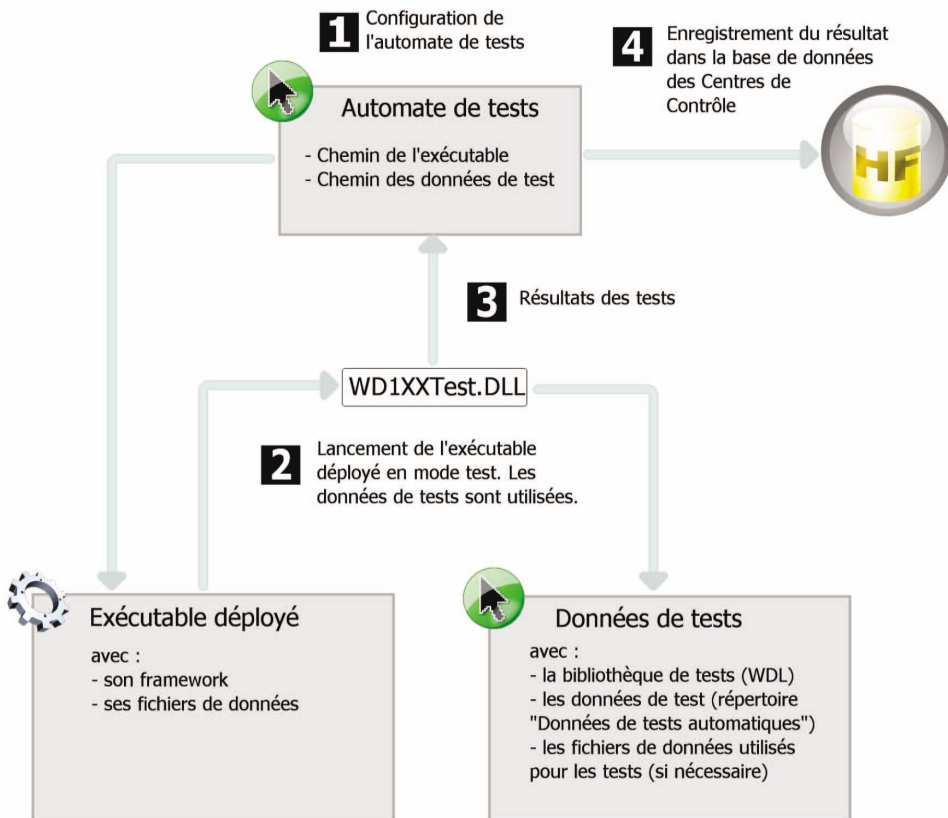 1
Configuration de
l'automate de tests
4
Enregistrement du résultat
dans la base de données
des Centres de
Contrôle
Automate de tests
- Chemin de l'exécutable
- Chemin des données de test
HF
3
Résultats des tests
WD1XXTest.DLL
2
Lancement de l'exécutable
déployé en mode test. Les
données de tests sont utilisées.
Exécutable déployé
avec :
- son framework
- ses fichiers de données
Données de tests
avec :
- la bibliothèque de tests (WDL)
- les données de test (répertoire
"Données de tests automatiques")
- les fichiers de données utilisés
pour les tests (si nécessaire)